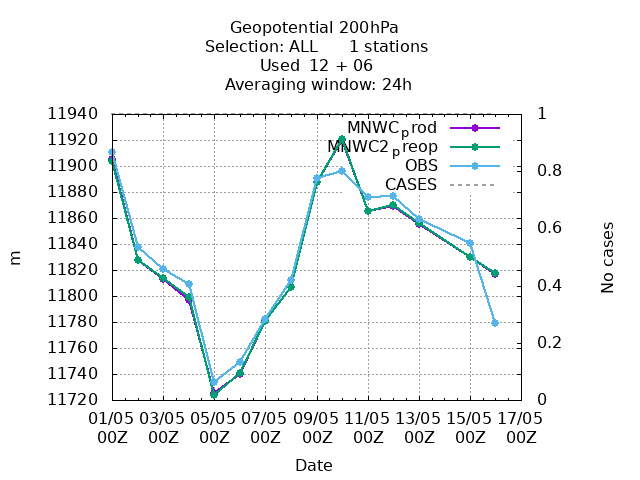 Geopotential 200hPa
Selection: ALL      1 stations
Used  12 + 06
Averaging window: 24h
11940
11920
11900
11880
11860
11840
11820
11800
11780
11760
11740
11720
1
0.8
0.6
0.4
0.2
0
MNWCprod
MNWC2preop
OBS
CASES
m
No cases
01/05 03/05 05/05 07/05 09/05 11/05 13/05 15/05 17/05
00Z 00Z 00Z 00Z 00Z 00Z 00Z 00Z 00Z
Date